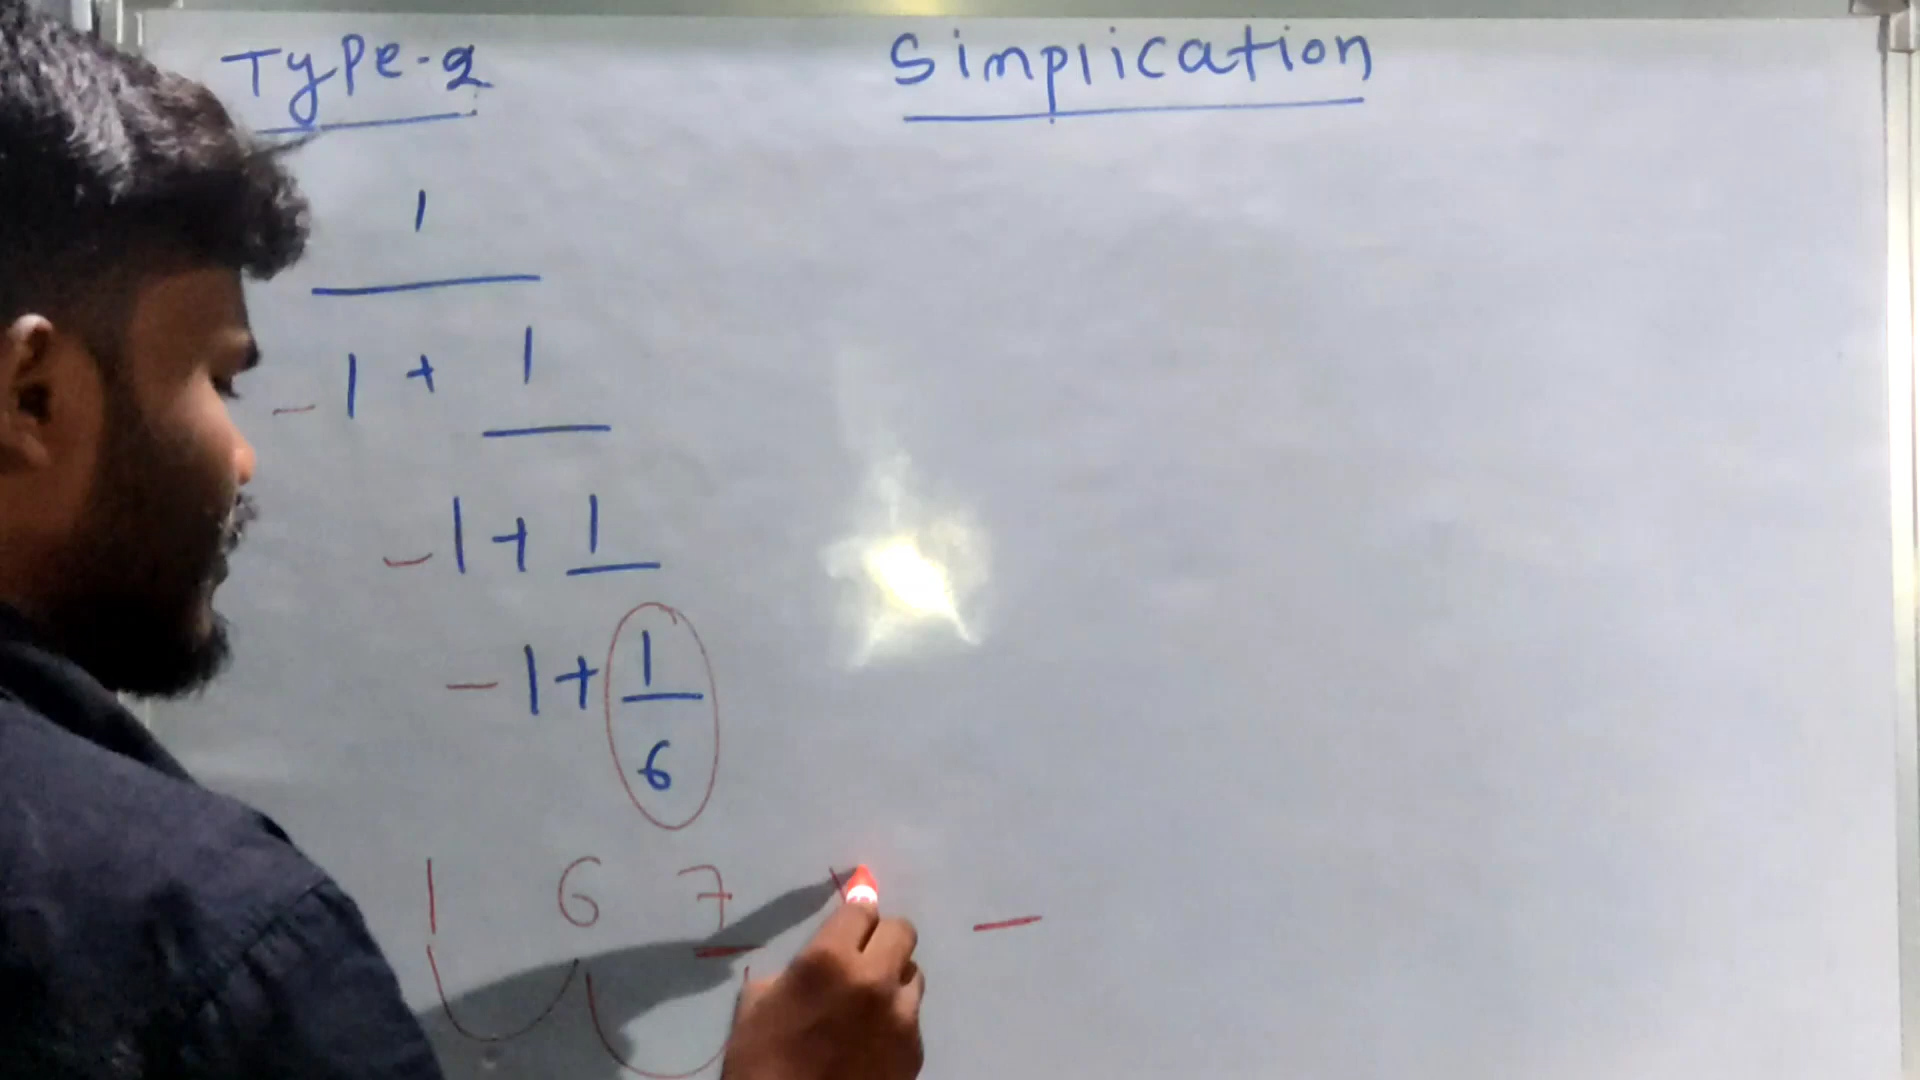 Type-2
Simplication
1
- 1 + 1
- 1 + 1
- 1 + 1
6
1 6 7